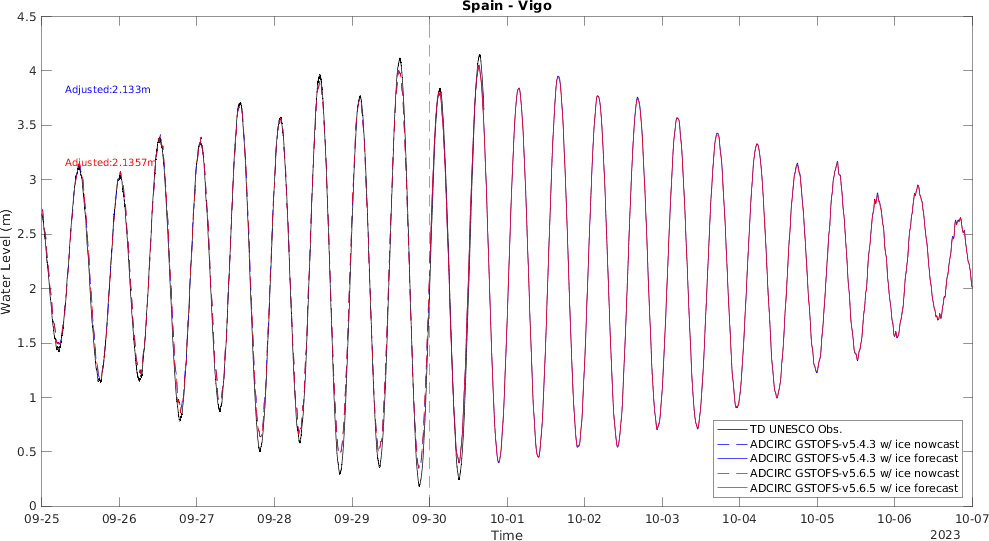 Spain - Vigo
4.5
4
3.5
3
2.5
2
1.5
1
0.5
0
Water Level (m)
Adjusted:2.133m
Adjusted:2.1357m
TD UNESCO Obs.
ADCIRC GSTOFS-v5.4.3 w/ ice nowcast
ADCIRC GSTOFS-v5.4.3 w/ ice forecast
ADCIRC GSTOFS-v5.6.5 w/ ice nowcast
ADCIRC GSTOFS-v5.6.5 w/ ice forecast
09-25 09-26 09-27 09-28 09-29 09-30 10-01 10-02 10-03 10-04 10-05 10-06 10-07
Time
2023